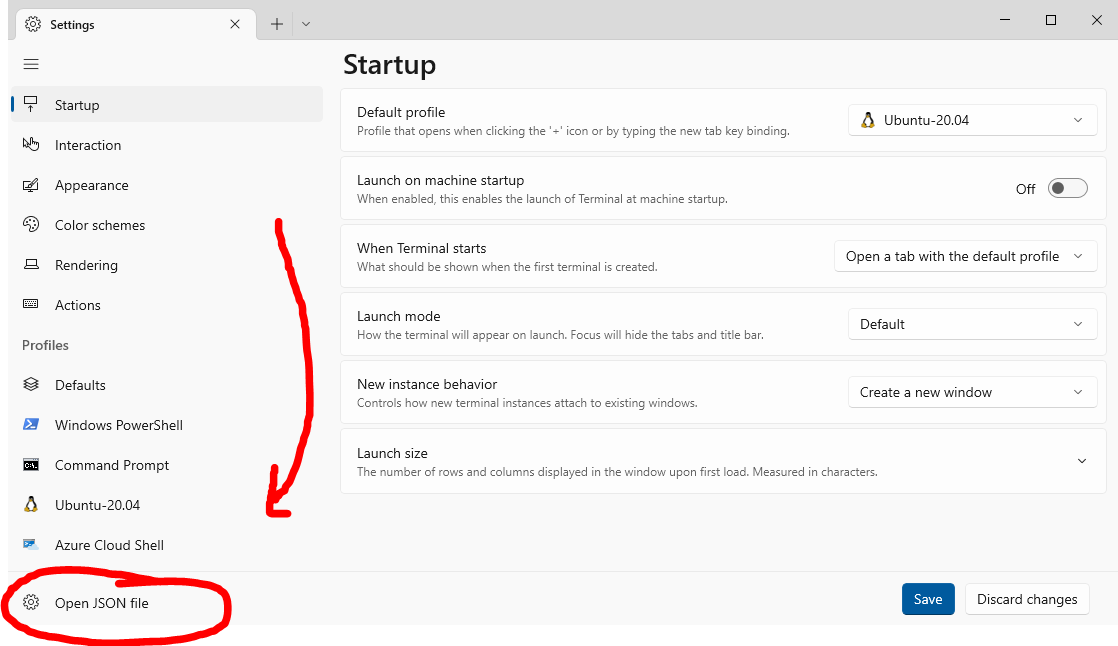 Settings
Startup
Interaction
Appearance
Color schemes
Rendering
Actions
Profiles
Defaults
Windows PowerShell
Command Prompt
Ubuntu-20.04
Azure Cloud Shell
Open JSON file
Startup
Default profile
Profile that opens when clicking the '+' icon or by typing the new tab key binding.
Ubuntu-20.04
Launch on machine startup
When enabled, this enables the launch of Terminal at machine startup.
Off
When Terminal starts
What should be shown when the first terminal is created.
Open a tab with the default profile
Launch mode
How the terminal will appear on launch. Focus will hide the tabs and title bar.
Default
New instance behavior
Controls how new terminal instances attach to existing windows.
Create a new window
Launch size
The number of rows and columns displayed in the window upon first load. Measured in characters.
Save
Discard changes